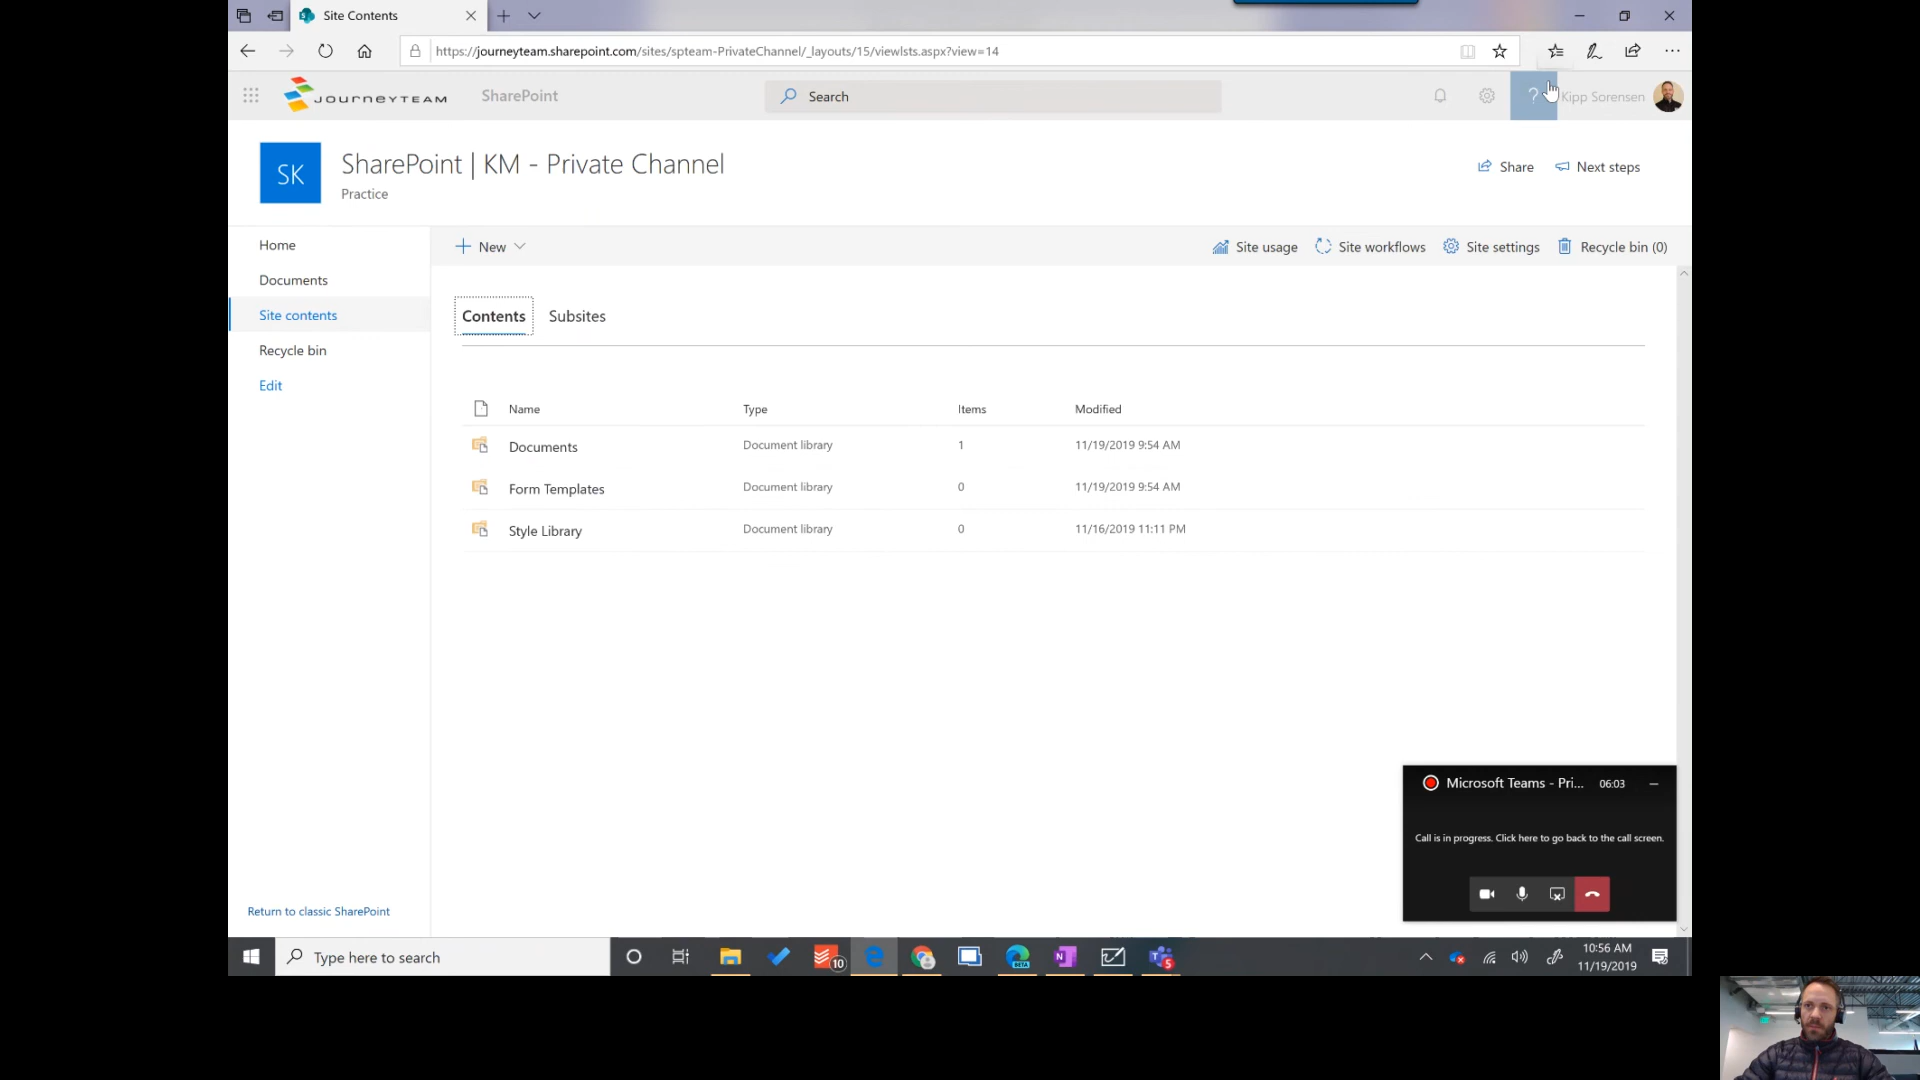 Site Contents
https://journeyteam.sharepoint.com/sites/spteam-PrivateChannel/_layouts/15/viewlsts.aspx?view=14
JOURNEYTEAM SharePoint Search ? Kipp Sorensen
SK SharePoint | KM - Private Channel
Practice
Share Next steps
Home
Documents
Site contents
Recycle bin
Edit
New Site usage Site workflows Site settings Recycle bin (0)
Contents Subsites
Name Type Items Modified
Documents Document library 1 11/19/2019 9:54 AM
Form Templates Document library 0 11/19/2019 9:54 AM
Style Library Document library 0 11/16/2019 11:11 PM
Microsoft Teams - Pri... 06:03
Call is in progress. Click here to go back to the call screen.
Return to classic SharePoint
Type here to search
10
BETA
N
T 5
10:56 AM
11/19/2019